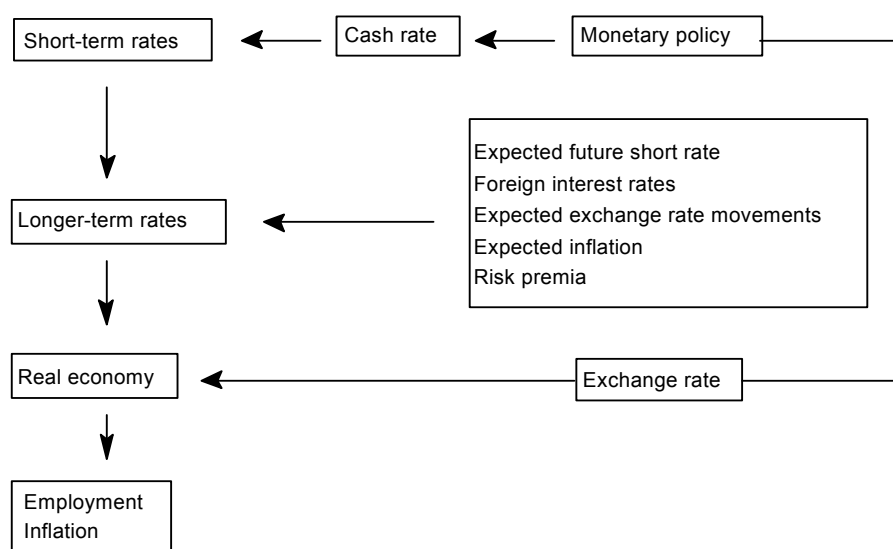 Short-term rates
Cash rate
Monetary policy
Expected future short rate
Foreign interest rates
Expected exchange rate movements
Expected inflation
Risk premia
Longer-term rates
Real economy
Exchange rate
Employment
Inflation